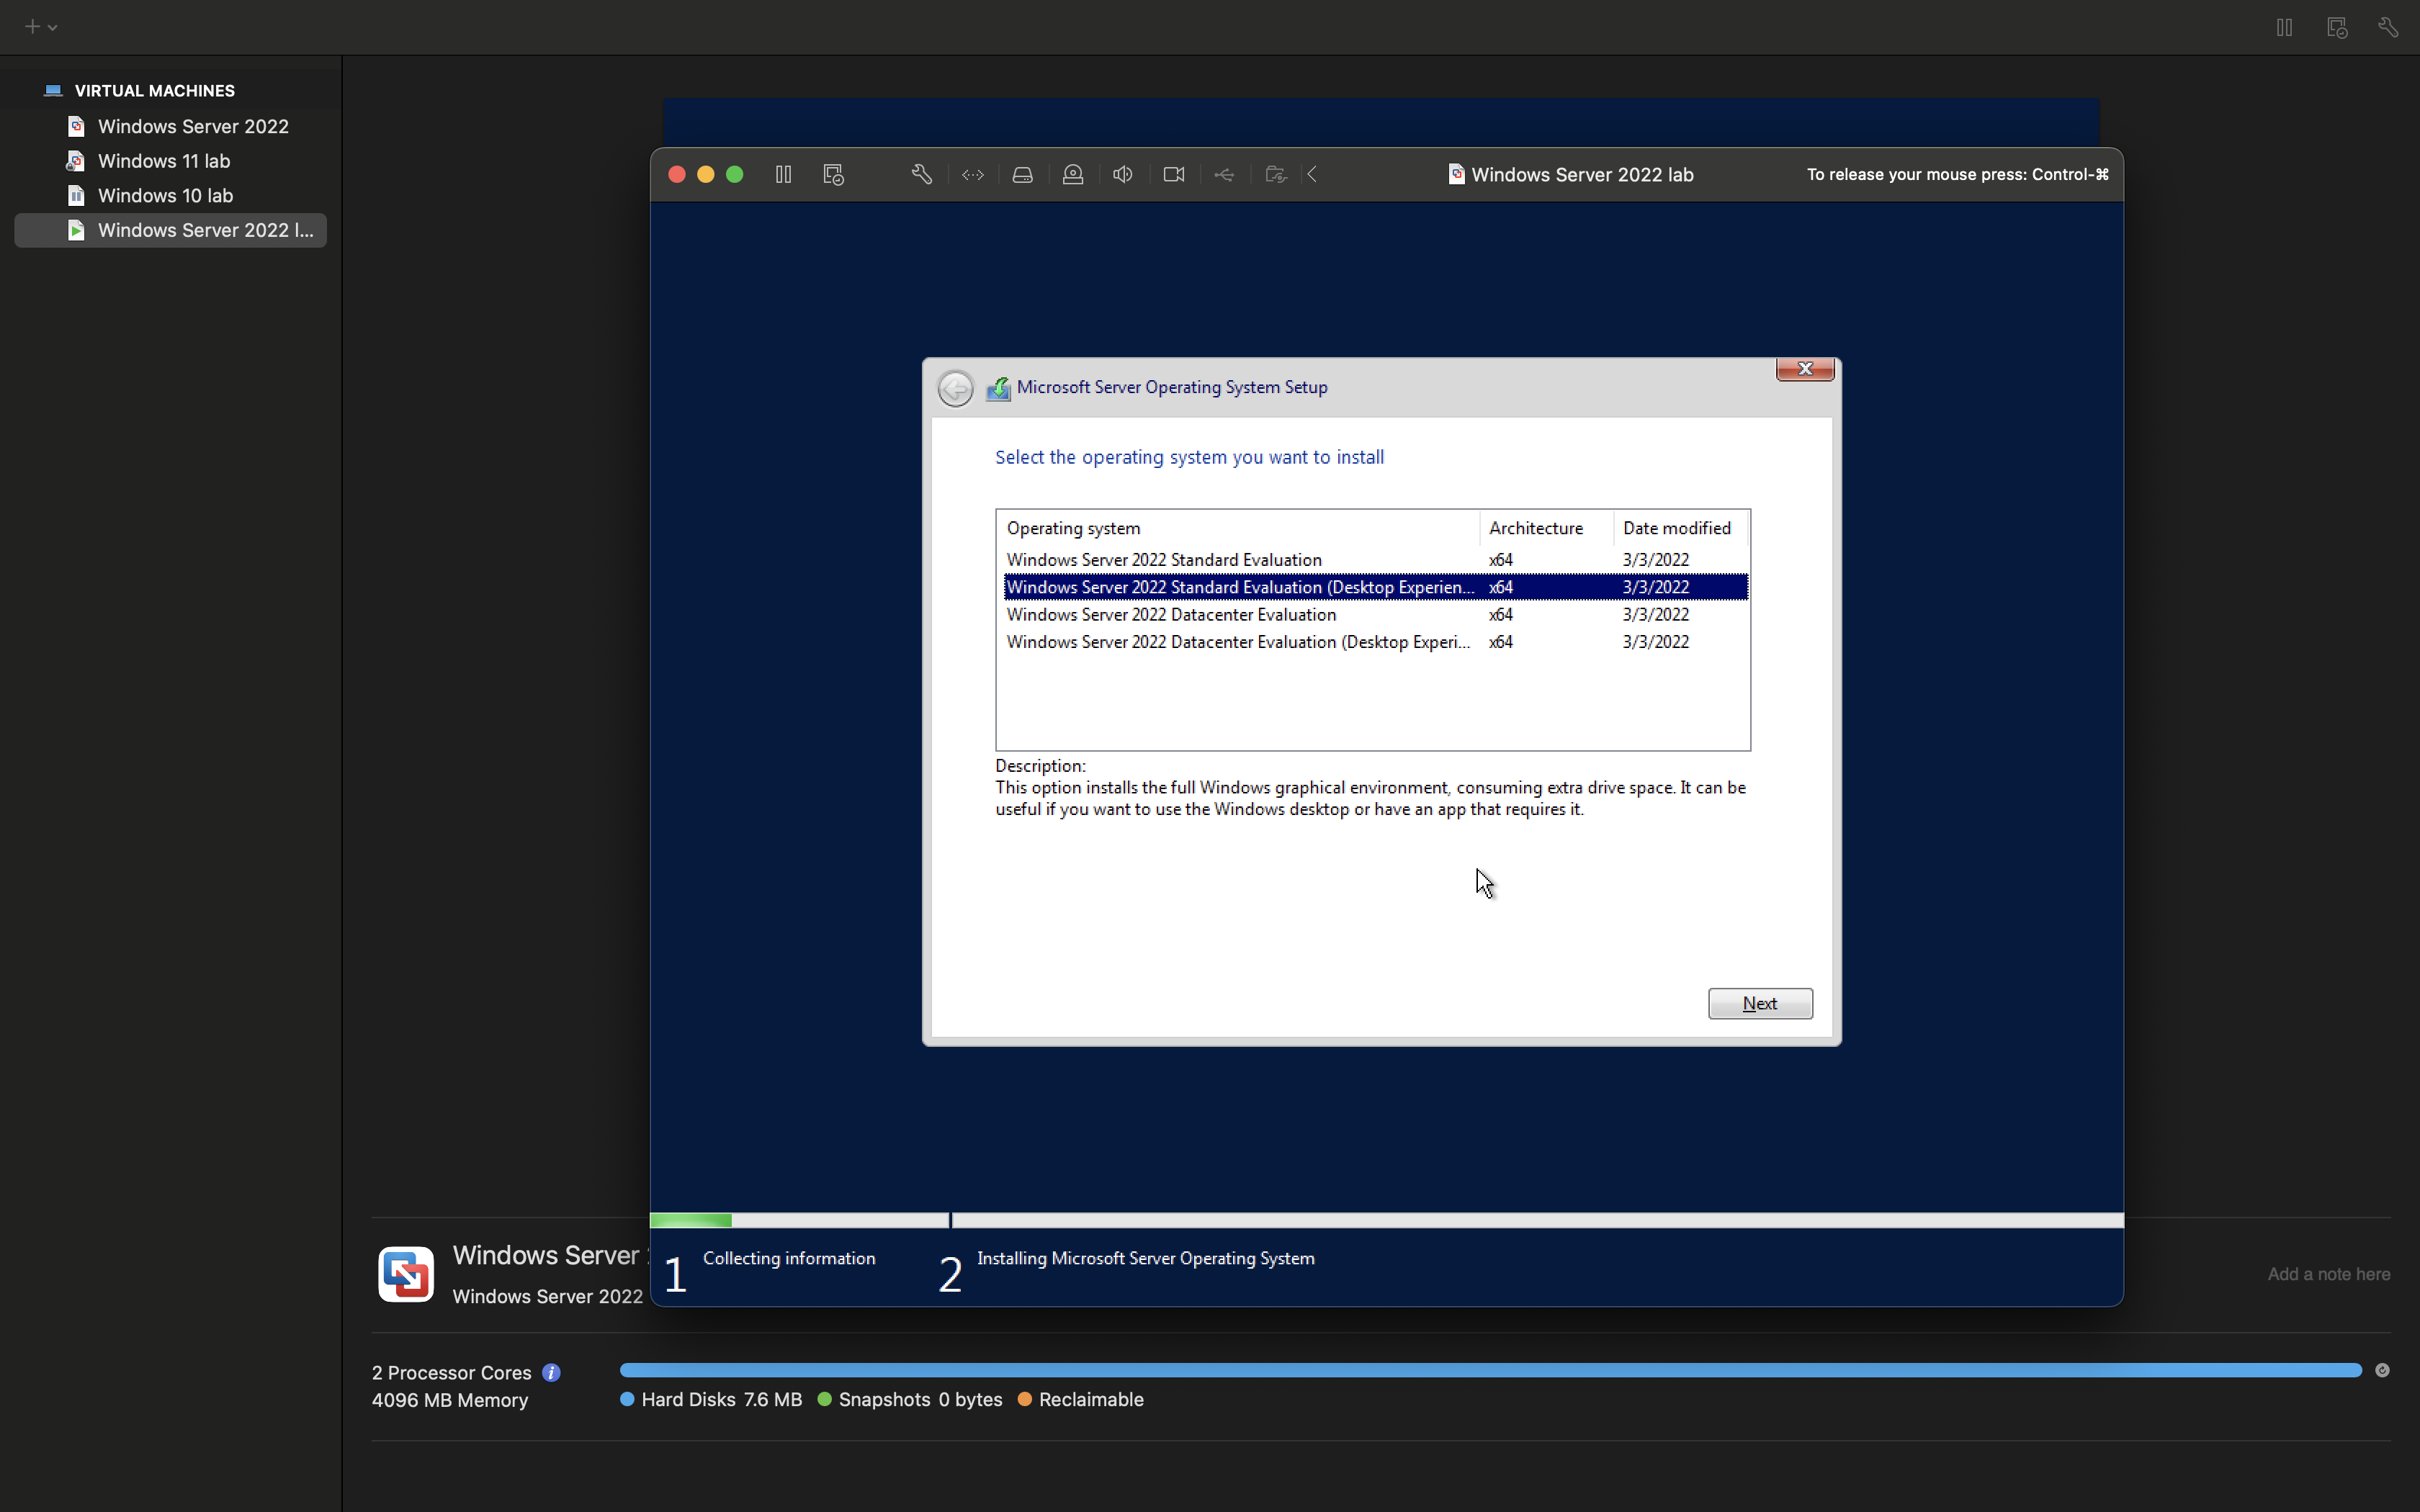 VIRTUAL MACHINES
Windows Server 2022
Windows 11 lab
Windows 10 lab
Windows Server 2022 l...
Windows Server 2022 lab
To release your mouse press: Control-⌘
Microsoft Server Operating System Setup
Select the operating system you want to install
Operating system Architecture Date modified
Windows Server 2022 Standard Evaluation x64 3/3/2022
Windows Server 2022 Standard Evaluation (Desktop Experien... x64 3/3/2022
Windows Server 2022 Datacenter Evaluation x64 3/3/2022
Windows Server 2022 Datacenter Evaluation (Desktop Experi... x64 3/3/2022
Description:
This option installs the full Windows graphical environment, consuming extra drive space. It can be
useful if you want to use the Windows desktop or have an app that requires it.
Next
1 Collecting information
2 Installing Microsoft Server Operating System
Windows Server
Windows Server 2022
Add a note here
2 Processor Cores
4096 MB Memory
Hard Disks 7.6 MB Snapshots 0 bytes Reclaimable